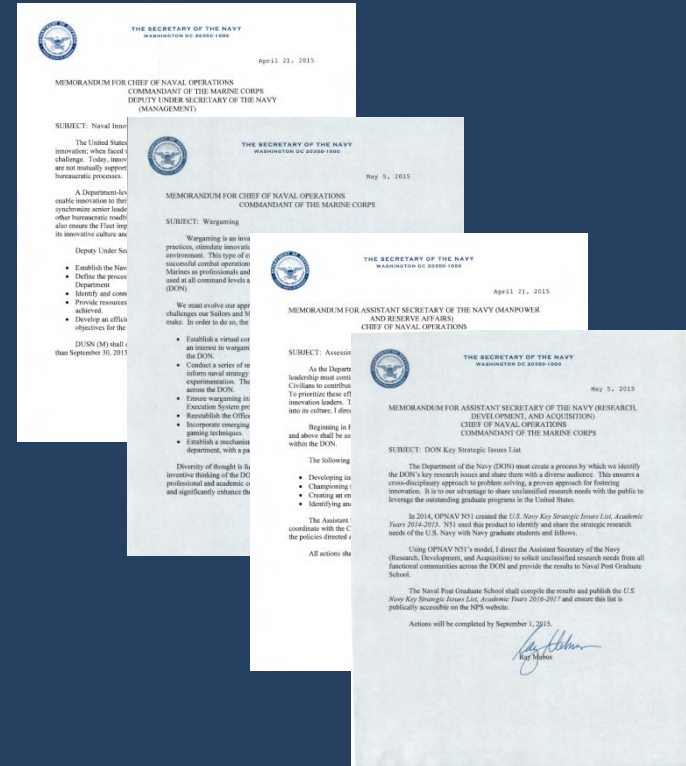 THE SECRETARY OF THE NAVY
WASHINGTON DC 20350-1000
April 21, 2015
MEMORANDUM FOR CHIEF OF NAVAL OPERATIONS
COMMANDANT OF THE MARINE CORPS
DEPUTY UNDER SECRETARY OF THE NAVY
(MANAGEMENT)
SUBJECT: Naval Inno
The United States
innovation; when faced
challenge. Today, innov
are not mutually support
bureaucratic processes.
A Department-lev
enable innovation to thri
synchronize senior leade
other bureaucratic roadb
also ensure the Fleet imp
its innovative culture and
Deputy Under Sec
• Establish the Nav
• Define the proces
Department
• Identify and conn
• Provide resources
achieved.
• Develop an effici
objectives for the
DUSN (M) shall
than September 30, 2015
THE SECRETARY OF THE NAVY
WASHINGTON DC 20350-1000
May 5, 2015
MEMORANDUM FOR CHIEF OF NAVAL OPERATIONS
COMMANDANT OF THE MARINE CORPS
SUBJECT: Wargaming
Wargaming is an inva
practices, stimulate innovatio
environment. This type of e
successful combat operation
Marines as professionals and
used at all command levels a
(DON).
We must evolve our appr
challenges our Sailors and M
make. In order to do so, the
• Establish a virtual con
an interest in wargam
the DON.
• Conduct a series of
inform naval strategy
experimentation. The
across the DON.
• Ensure wargaming in
Execution System pro
• Reestablish the Office
• Incorporate emerging
gaming techniques.
• Establish a mechanism
department, with a pa
Diversity of thought is fu
inventive thinking of the DO
professional and academic c
and significantly enhance the
THE SECRETARY OF THE NAVY
WASHINGTON DC 20350-1000
April 21, 2015
MEMORANDUM FOR ASSISTANT SECRETARY OF THE NAVY (MANPOWER
AND RESERVE AFFAIRS)
CHIEF OF NAVAL OPERATIONS
SUBJECT: Assessin
As the Departm
leadership must conti
Civilians to contribut
To prioritize these eff
innovation leaders. T
into its culture, I direc
Beginning in F
and above shall be as
within the DON.
The following
• Developing in
• Championing
• Creating an en
• Identifying an
The Assistant
coordinate with the C
the policies directed a
All actions sha
THE SECRETARY OF THE NAVY
WASHINGTON DC 20350-1000
May 5, 2015
MEMORANDUM FOR ASSISTANT SECRETARY OF THE NAVY (RESEARCH,
DEVELOPMENT, AND ACQUISITION)
CHIEF OF NAVAL OPERATIONS
COMMANDANT OF THE MARINE CORPS
SUBJECT: DON Key Strategic Issues List
The Department of the Navy (DON) must create a process by which we identify
the DON's key research issues and share them with a diverse audience. This ensures a
cross-disciplinary approach to problem solving, a proven approach for fostering
innovation. It is to our advantage to share unclassified research needs with the public to
leverage the outstanding graduate programs in the United States.
In 2014, OPNAV N51 created the U.S. Navy Key Strategic Issues List, Academic
Years 2014-2015. N51 used this product to identify and share the strategic research
needs of the U.S. Navy with Navy graduate students and fellows.
Using OPNAV N51's model, I direct the Assistant Secretary of the Navy
(Research, Development, and Acquisition) to solicit unclassified research needs from all
functional communities across the DON and provide the results to Naval Post Graduate
School.
The Naval Post Graduate School shall compile the results and publish the U.S.
Navy Key Strategic Issues List, Academic Years 2016-2017 and ensure this list is
publically accessible on the NPS website.
Actions will be completed by September 1, 2015.
Ray Mabus